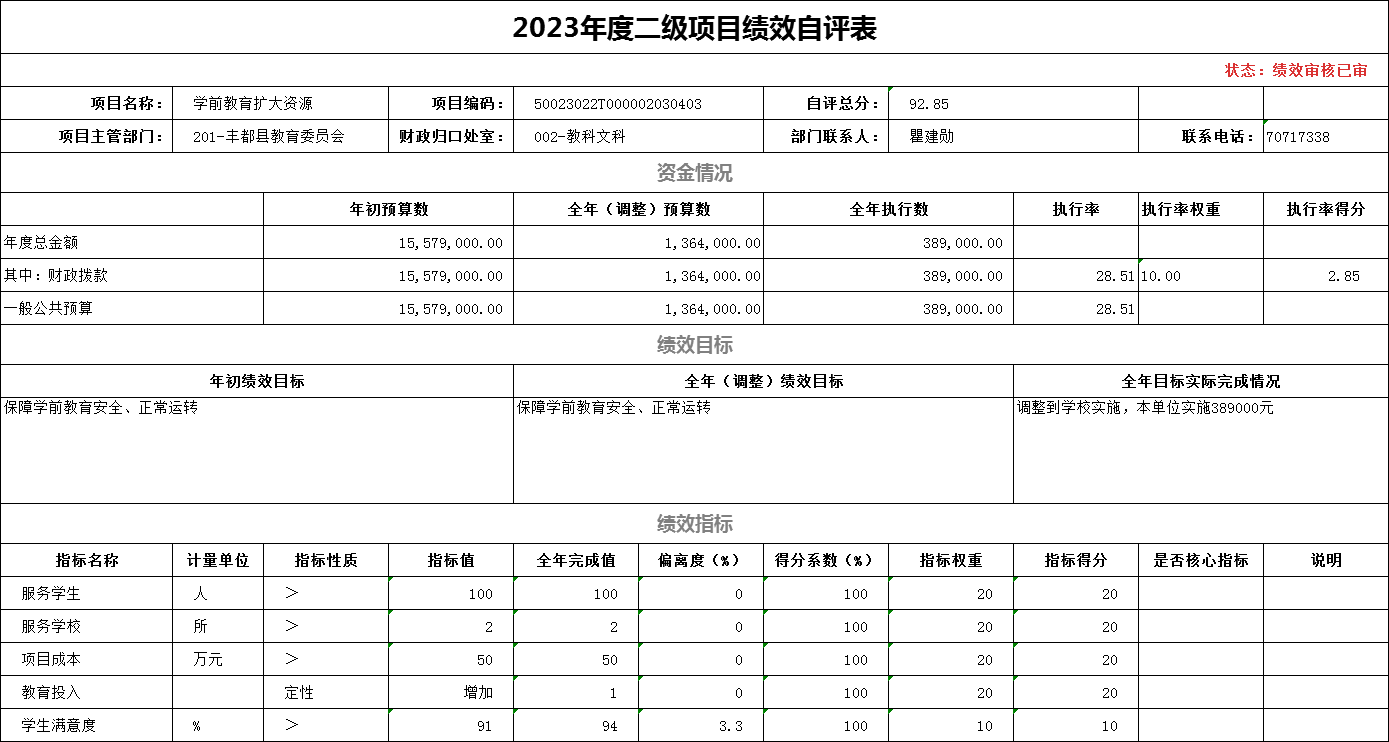 2023年度二级项目绩效自评表
状态：绩效审核已审
项目名称： 学前教育扩大资源 项目编码： 50023022T000002030403 自评总分： 92.85
项目主管部门： 201-丰都县教育委员会 财政归口处室： 002-教科文科 部门联系人： 瞿建勋 联系电话： 70717338
资金情况
年初预算数 全年（调整）预算数 全年执行数 执行率 执行率权重 执行率得分
年度总金额 15,579,000.00 1,364,000.00 389,000.00
其中：财政拨款 15,579,000.00 1,364,000.00 389,000.00 28.51 10.00 2.85
一般公共预算 15,579,000.00 1,364,000.00 389,000.00 28.51
绩效目标
年初绩效目标 全年（调整）绩效目标 全年目标实际完成情况
保障学前教育安全、正常运转 保障学前教育安全、正常运转 调整到学校实施，本单位实施389000元
绩效指标
指标名称 计量单位 指标性质 指标值 全年完成值 偏离度（%） 得分系数（%） 指标权重 指标得分 是否核心指标 说明
服务学生 人 ＞ 100 100 0 100 20 20
服务学校 所 ＞ 2 2 0 100 20 20
项目成本 万元 ＞ 50 50 0 100 20 20
教育投入 定性 增加 1 0 100 20 20
学生满意度 % ＞ 91 94 3.3 100 10 10